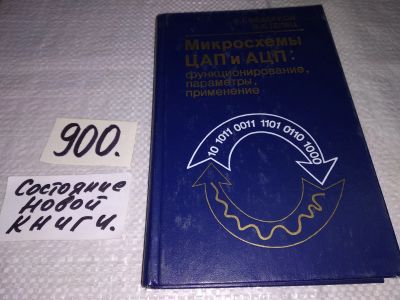 900.
Состояние
Новой
книги.
Микросхемы
ЦАП и АЦП:
функционирование,
параметры,
применение
10 1011 0011 1101 0110 1000